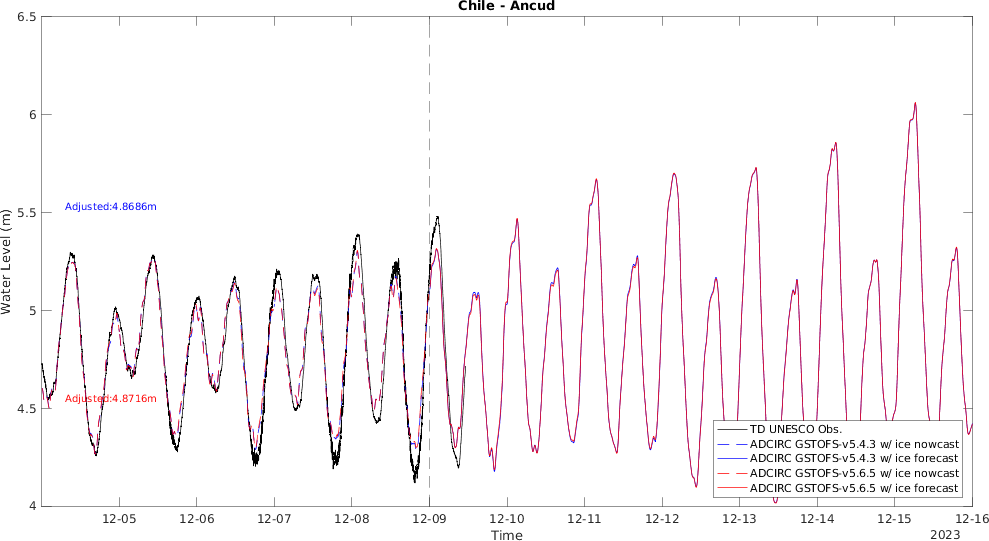 Chile - Ancud
6.5
6
5.5
5
4.5
4
Water Level (m)
Adjusted:4.8686m
Adjusted:4.8716m
TD UNESCO Obs.
ADCIRC GSTOFS-v5.4.3 w/ ice nowcast
ADCIRC GSTOFS-v5.4.3 w/ ice forecast
ADCIRC GSTOFS-v5.6.5 w/ ice nowcast
ADCIRC GSTOFS-v5.6.5 w/ ice forecast
12-05 12-06 12-07 12-08 12-09 12-10 12-11 12-12 12-13 12-14 12-15 12-16
Time
2023